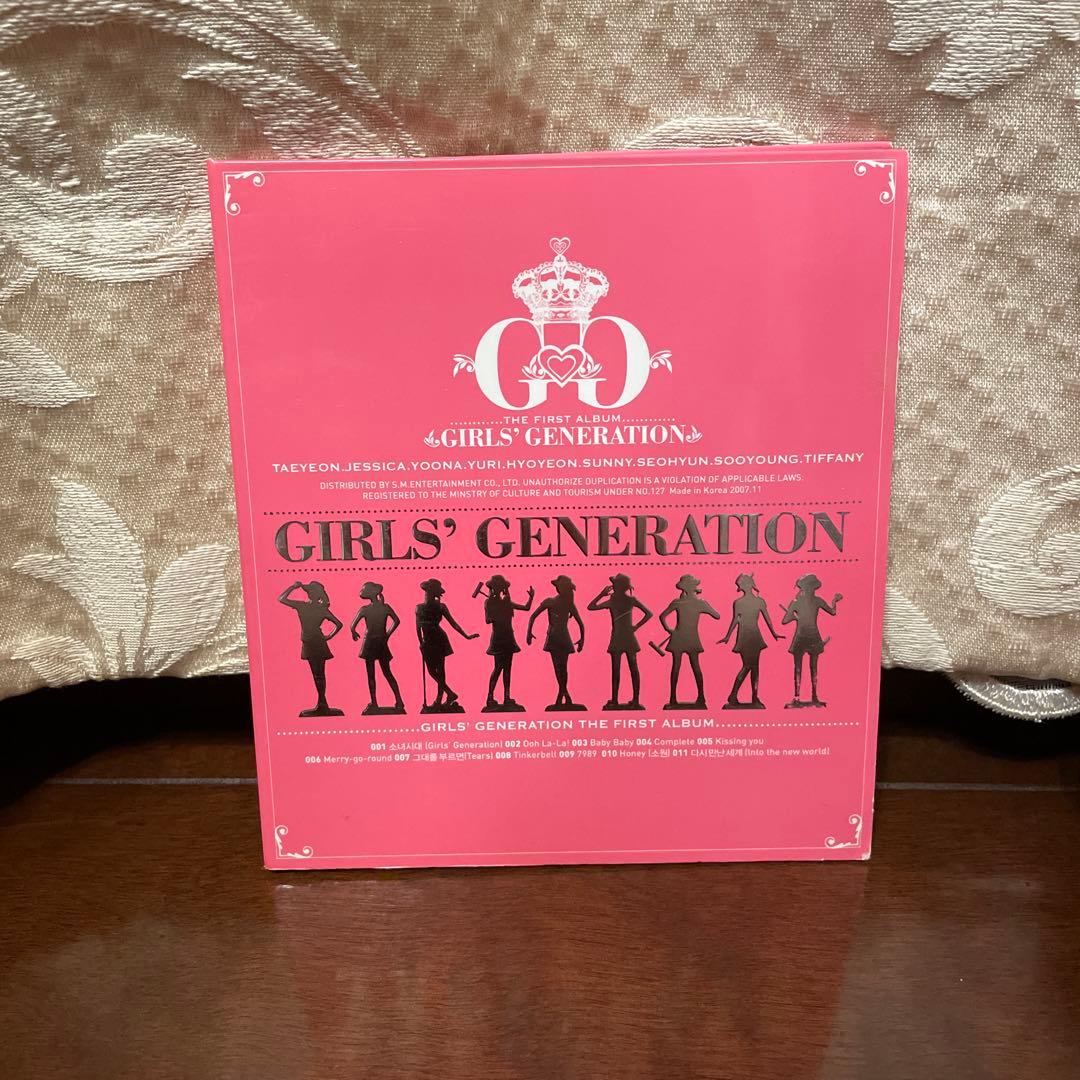 GG
............THE FIRST ALBUM............
GIRLS' GENERATION
TAEYEON.JESSICA.YOONA.YURI.HYOYEON.SUNNY.SEOHYUN.SOOYOUNG.TIFFANY
DISTRIBUTED BY S.M.ENTERTAINMENT CO., LTD. UNAUTHORIZE DUPLICATION IS A VIOLATION OF APPLICABLE LAWS.
REGISTERED TO THE MINSTRY OF CULTURE AND TOURISM UNDER NO.127 Made in Korea 2007.11
GIRLS' GENERATION
GIRLS' GENERATION THE FIRST ALBUM
001 소녀시대 (Girls' Generation) 002 Ooh La-La! 003 Baby Baby 004 Complete 005 Kissing you
006 Merry-go-round 007 그대를 부르면(Tears) 008 Tinkerbell 009 7989 010 Honey (소원) 011 다시 만난 세계 (Into the new world)